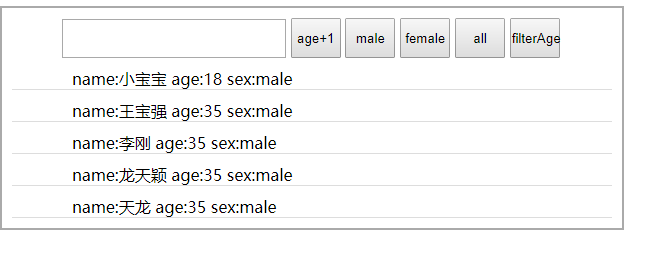 age+1 male female all filterAge
name:小宝宝 age:18 sex:male
name:王宝强 age:35 sex:male
name:李刚 age:35 sex:male
name:龙天颖 age:35 sex:male
name:天龙 age:35 sex:male